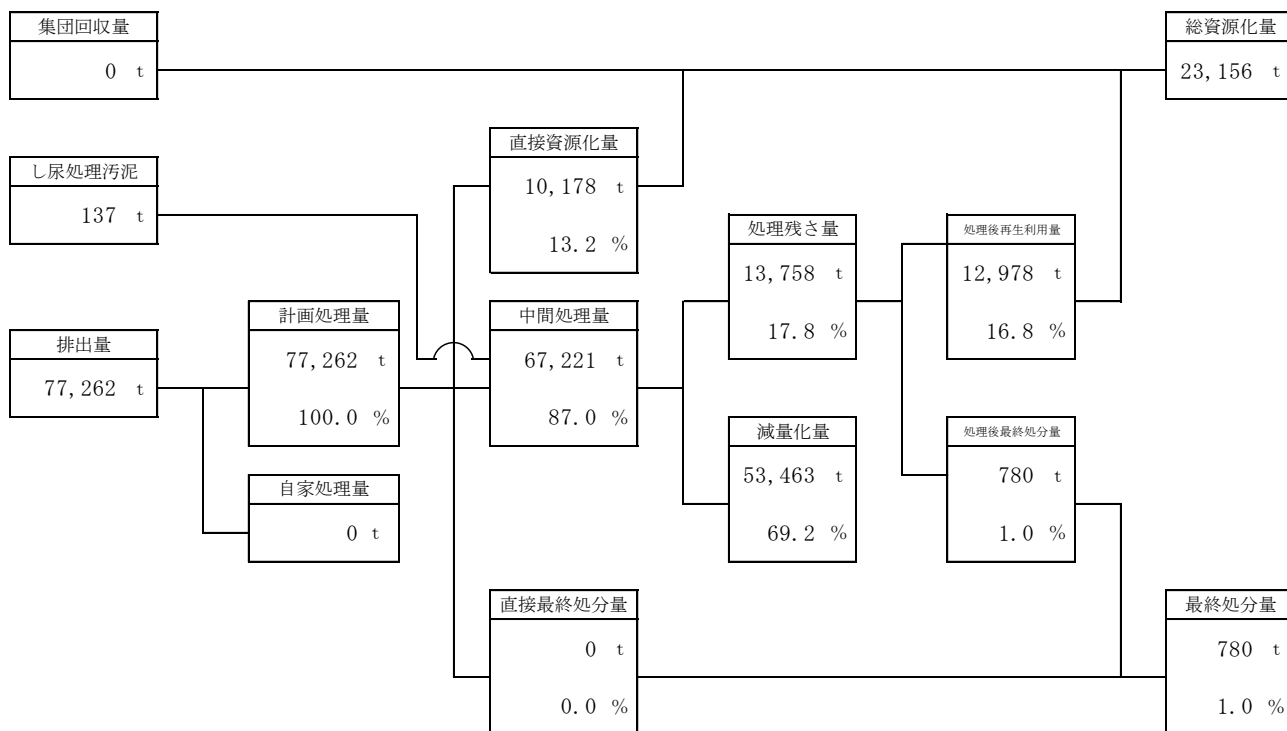 集団回収量
0 t
総資源化量
23,156 t
直接資源化量
10,178 t
13.2 %
し尿処理汚泥
137 t
処理残さ量
13,758 t
17.8 %
処理後再生利用量
12,978 t
16.8 %
計画処理量
77,262 t
100.0 %
中間処理量
67,221 t
87.0 %
排出量
77,262 t
減量化量
53,463 t
69.2 %
処理後最終処分量
780 t
1.0 %
自家処理量
0 t
直接最終処分量
0 t
0.0 %
最終処分量
780 t
1.0 %